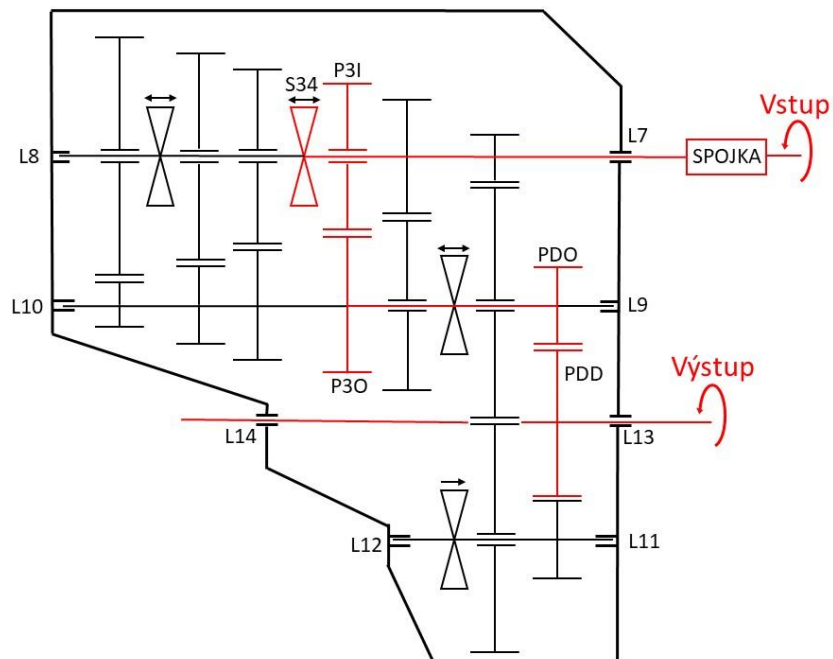 P3I
S34
Vstup
L7
L8
SPOJKA
PDO
L10
L9
P3O
PDD
Výstup
L14
L13
L12
L11